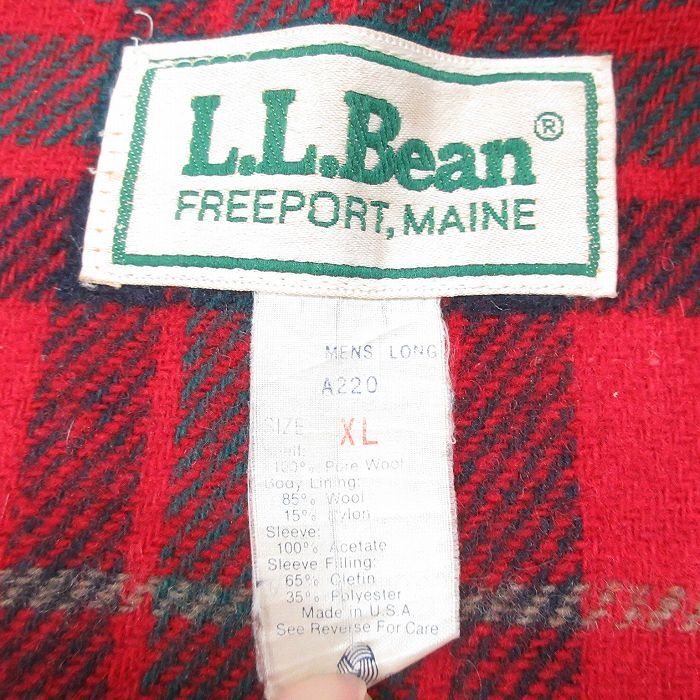 L.L.Bean®
FREEPORT, MAINE
MENS LONG
A220
SIZE XL
100% Pure Wool
Body Lining:
85% Wool
15% Nylon
Sleeve:
100% Acetate
Sleeve Filling:
65% Olefin
35% Polyester
Made in U.S.A.
See Reverse For Care